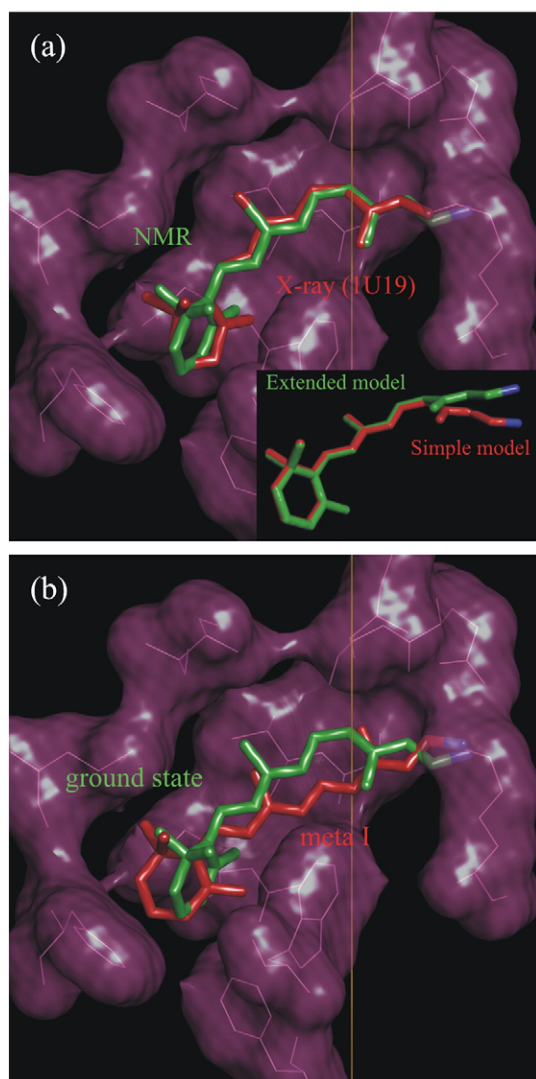 (a)
NMR
X-ray (1U19)
Extended model
Simple model
(b)
ground state
meta I